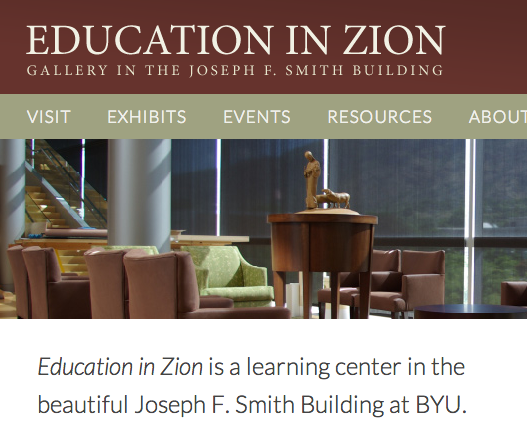 EDUCATION IN ZION
GALLERY IN THE JOSEPH F. SMITH BUILDING
VISIT EXHIBITS EVENTS RESOURCES ABOUT
Education in Zion is a learning center in the
beautiful Joseph F. Smith Building at BYU.